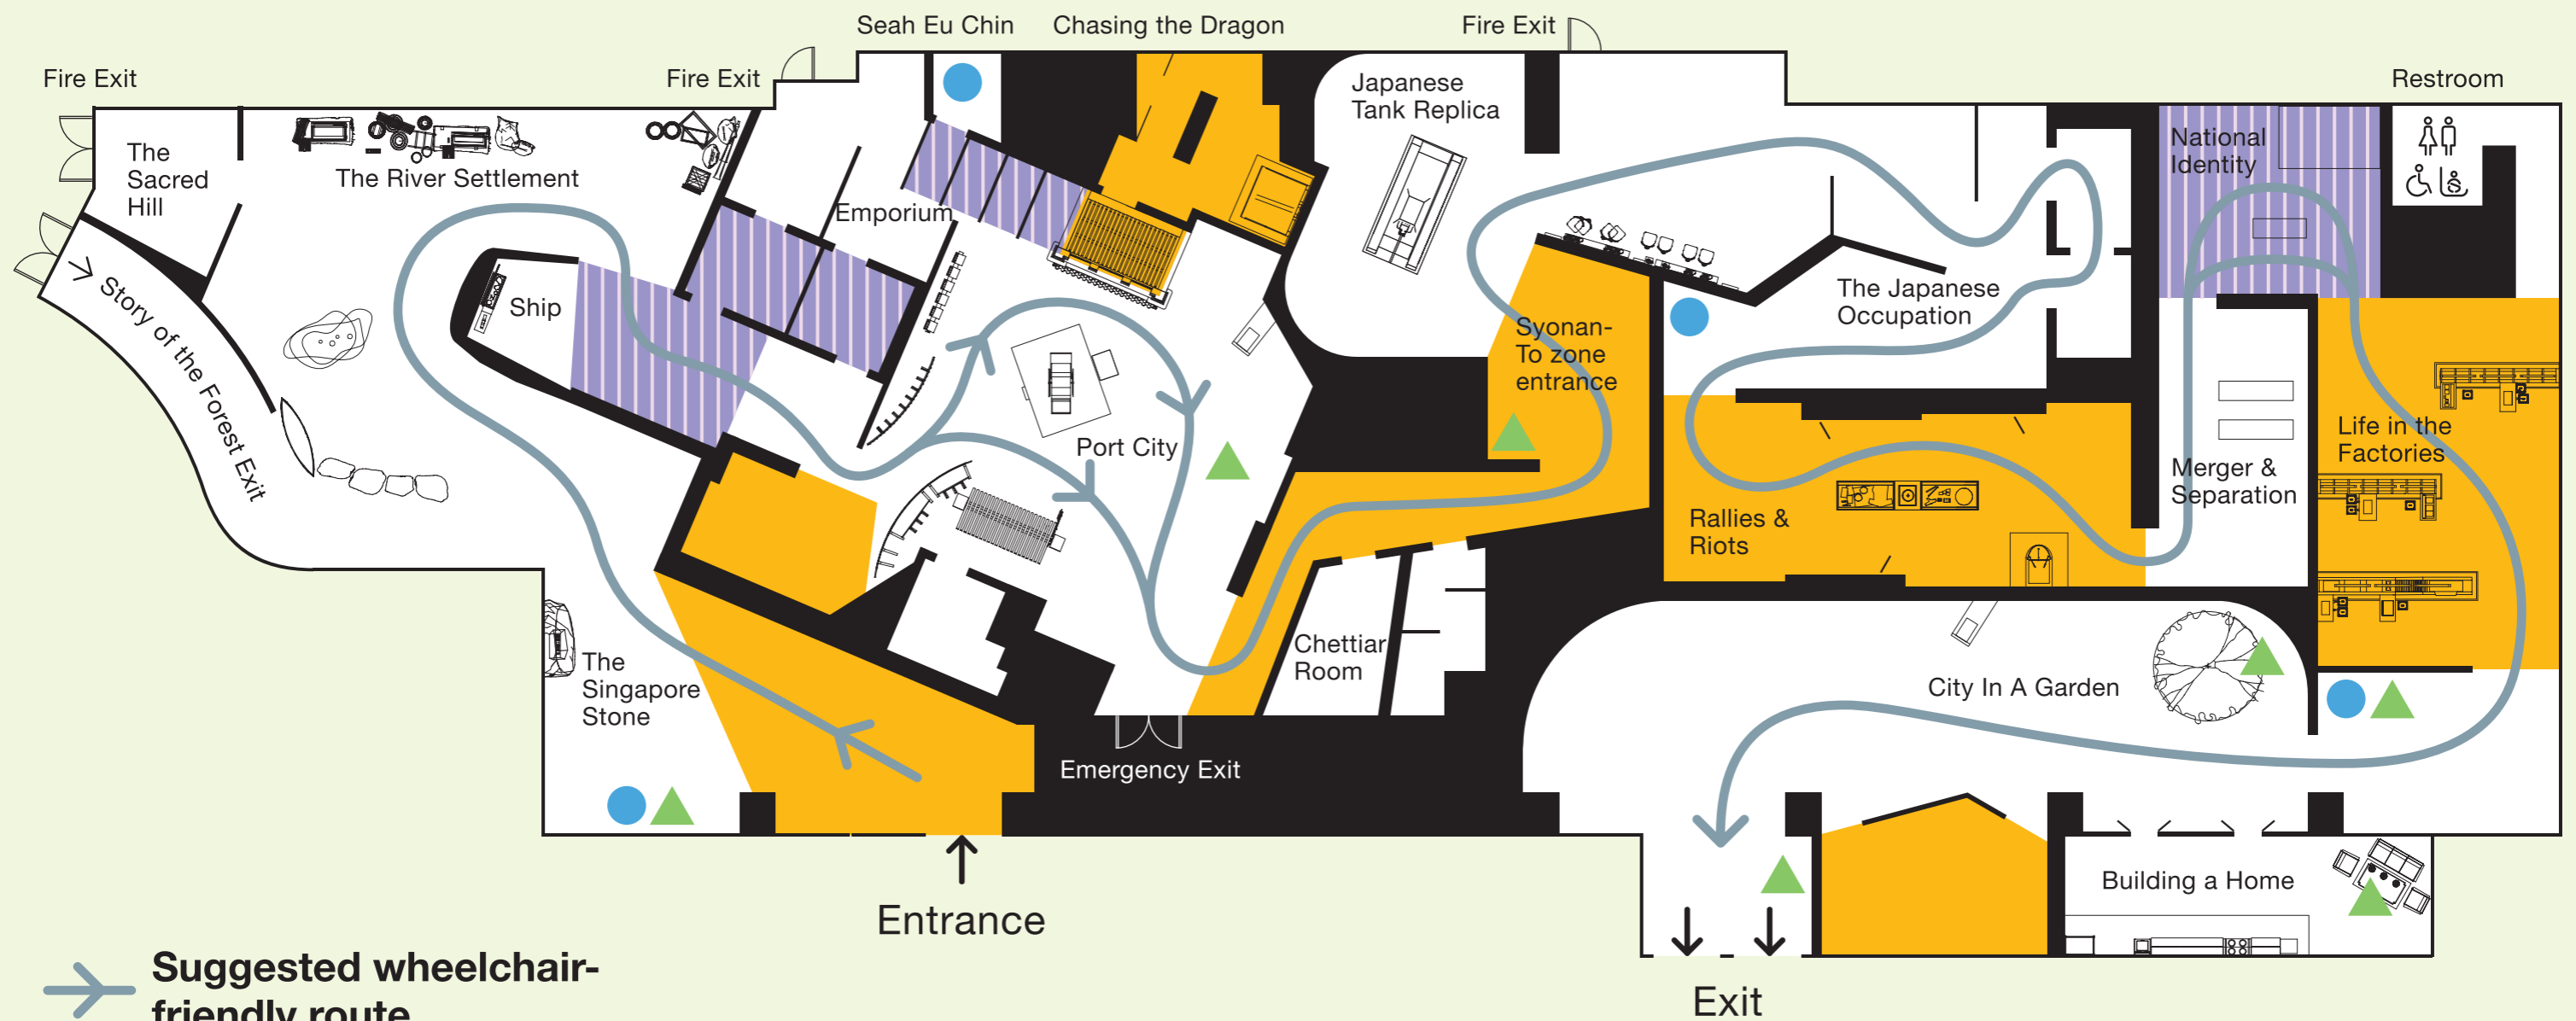 Seah Eu Chin
Chasing the Dragon
Fire Exit
Fire Exit
Fire Exit
Restroom
Japanese
Tank Replica
The
Sacred
Hill
The River Settlement
National
Identity
Emporium
Ship
Story of the Forest Exit
The Japanese
Occupation
Syonan-
To zone
entrance
Port City
Life in the
Factories
Merger &
Separation
Rallies &
Riots
The
Singapore
Stone
Chettiar
Room
City In A Garden
Emergency Exit
Building a Home
Entrance
Exit
Suggested wheelchair-
friendly route